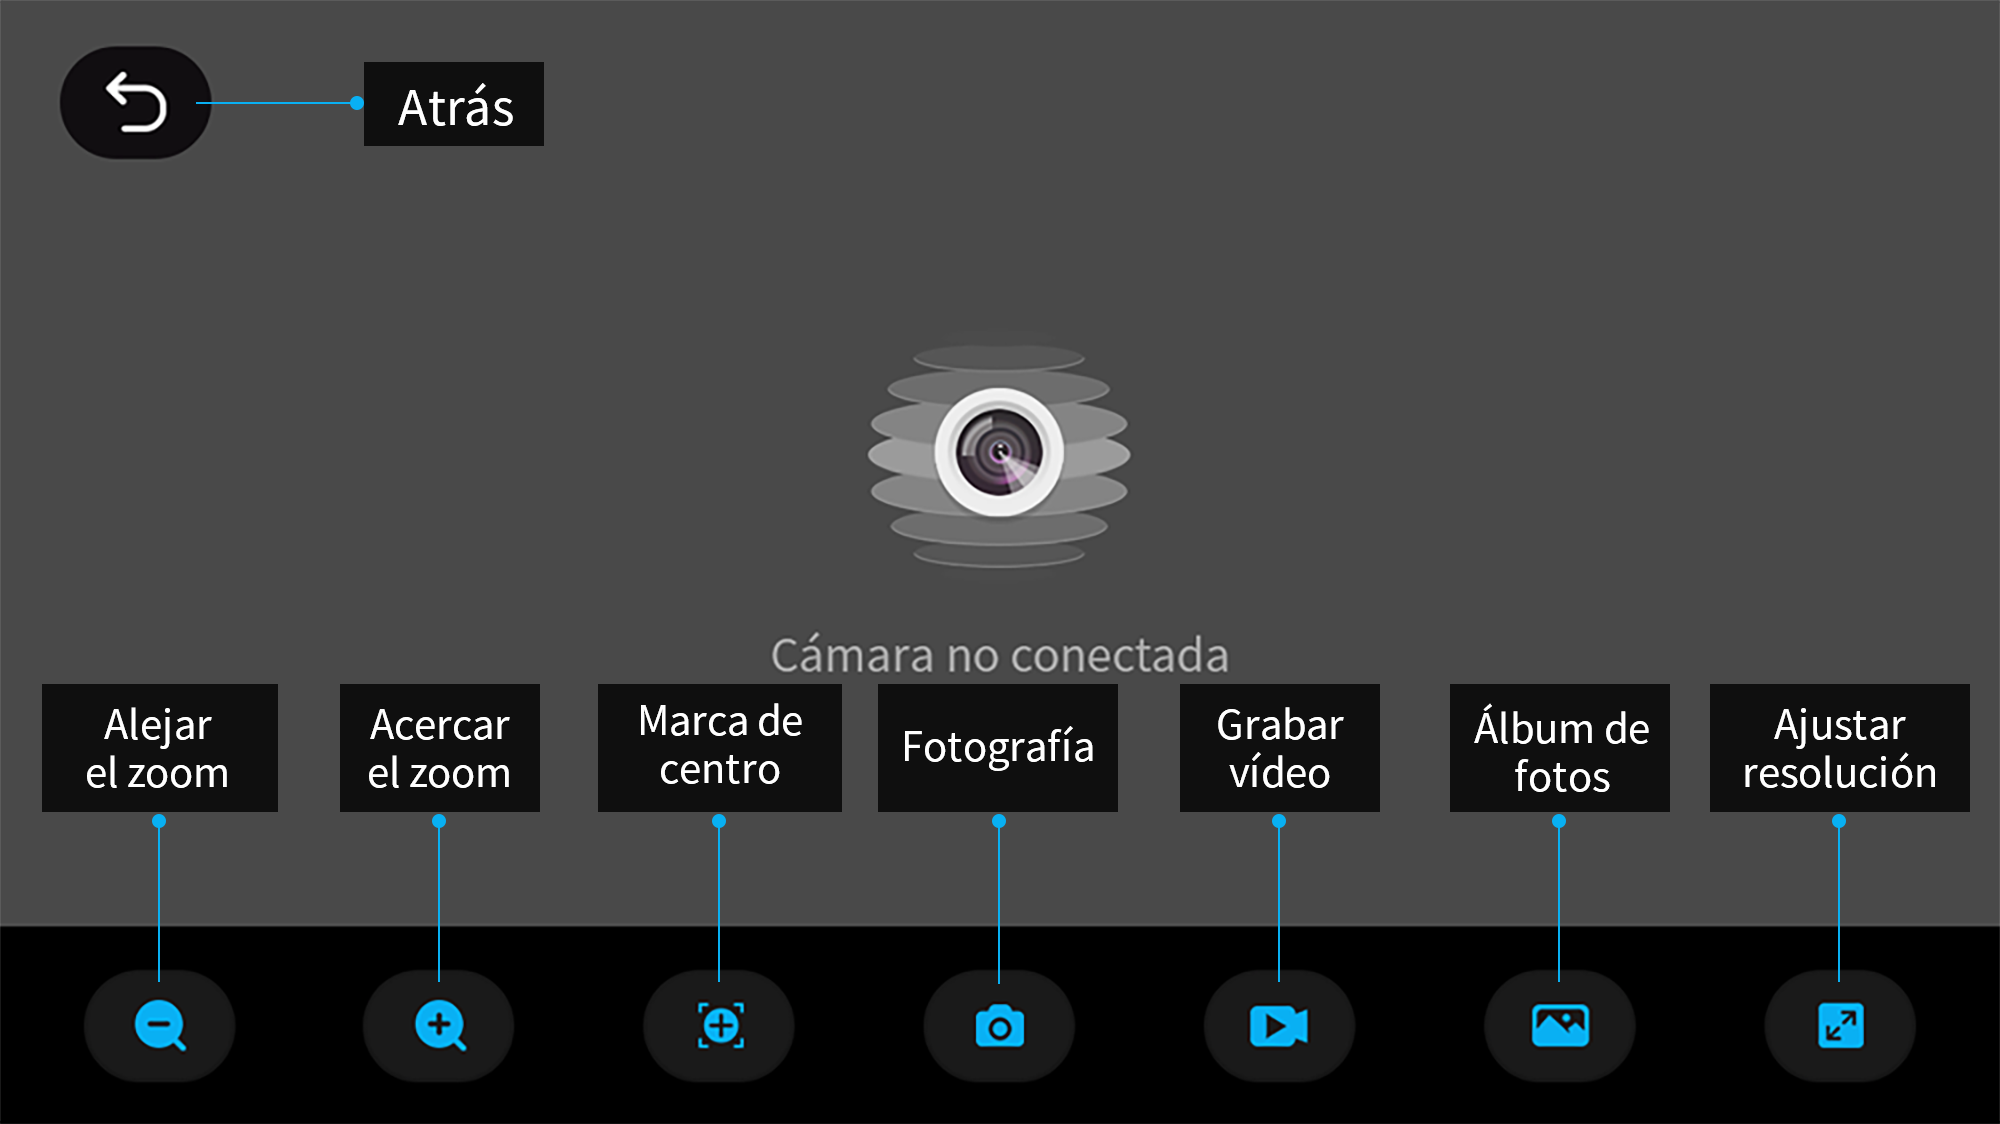 Atrás
Cámara no conectada
Alejar
el zoom
Acercar
el zoom
Marca de
centro
Fotografía
Grabar
vídeo
Álbum de
fotos
Ajustar
resolución